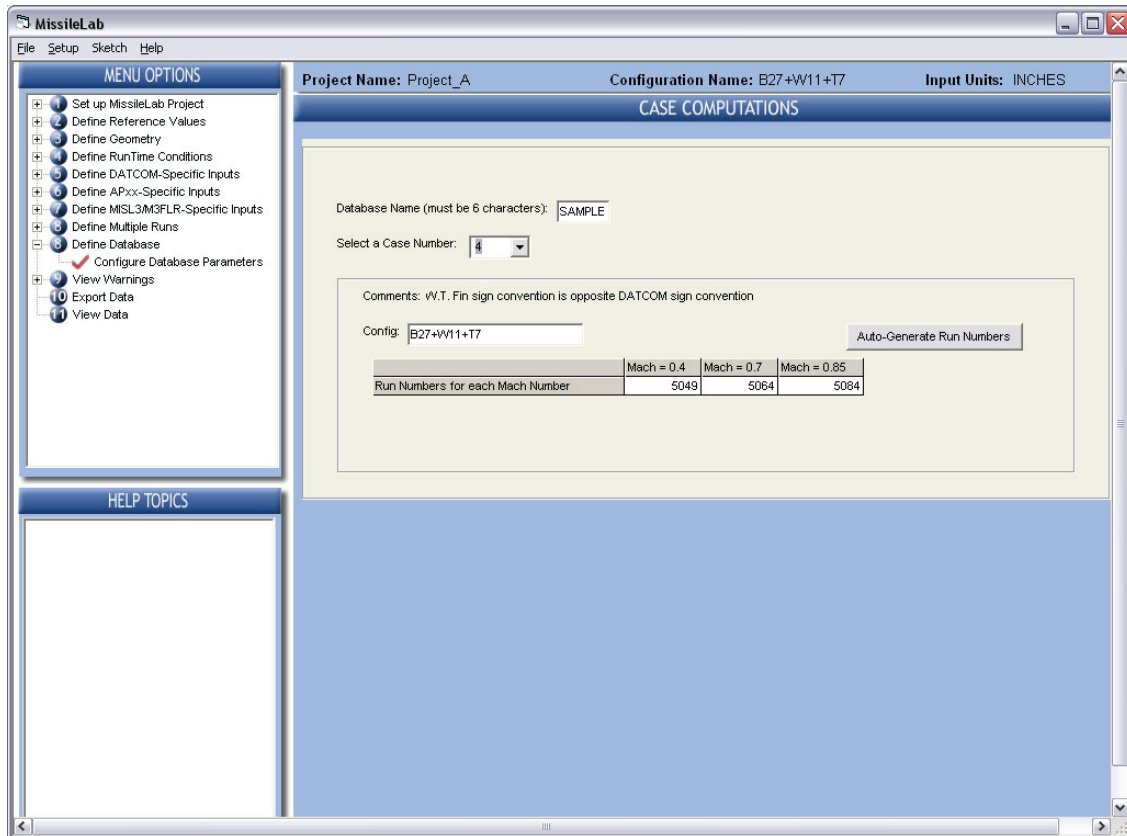 MissileLab
File Setup Sketch Help
MENU OPTIONS
1 Set up MissileLab Project
2 Define Reference Values
3 Define Geometry
4 Define RunTime Conditions
5 Define DATCOM-Specific Inputs
6 Define APxx-Specific Inputs
7 Define MISL3/M3FLR-Specific Inputs
8 Define Multiple Runs
8 Define Database
Configure Database Parameters
9 View Warnings
10 Export Data
11 View Data
HELP TOPICS
Project Name: Project_A Configuration Name: B27+W11+T7 Input Units: INCHES
CASE COMPUTATIONS
Database Name (must be 6 characters): SAMPLE
Select a Case Number: 4
Comments: W.T. Fin sign convention is opposite DATCOM sign convention
Config: B27+W11+T7
Auto-Generate Run Numbers
Mach = 0.4 Mach = 0.7 Mach = 0.85
Run Numbers for each Mach Number 5049 5064 5084